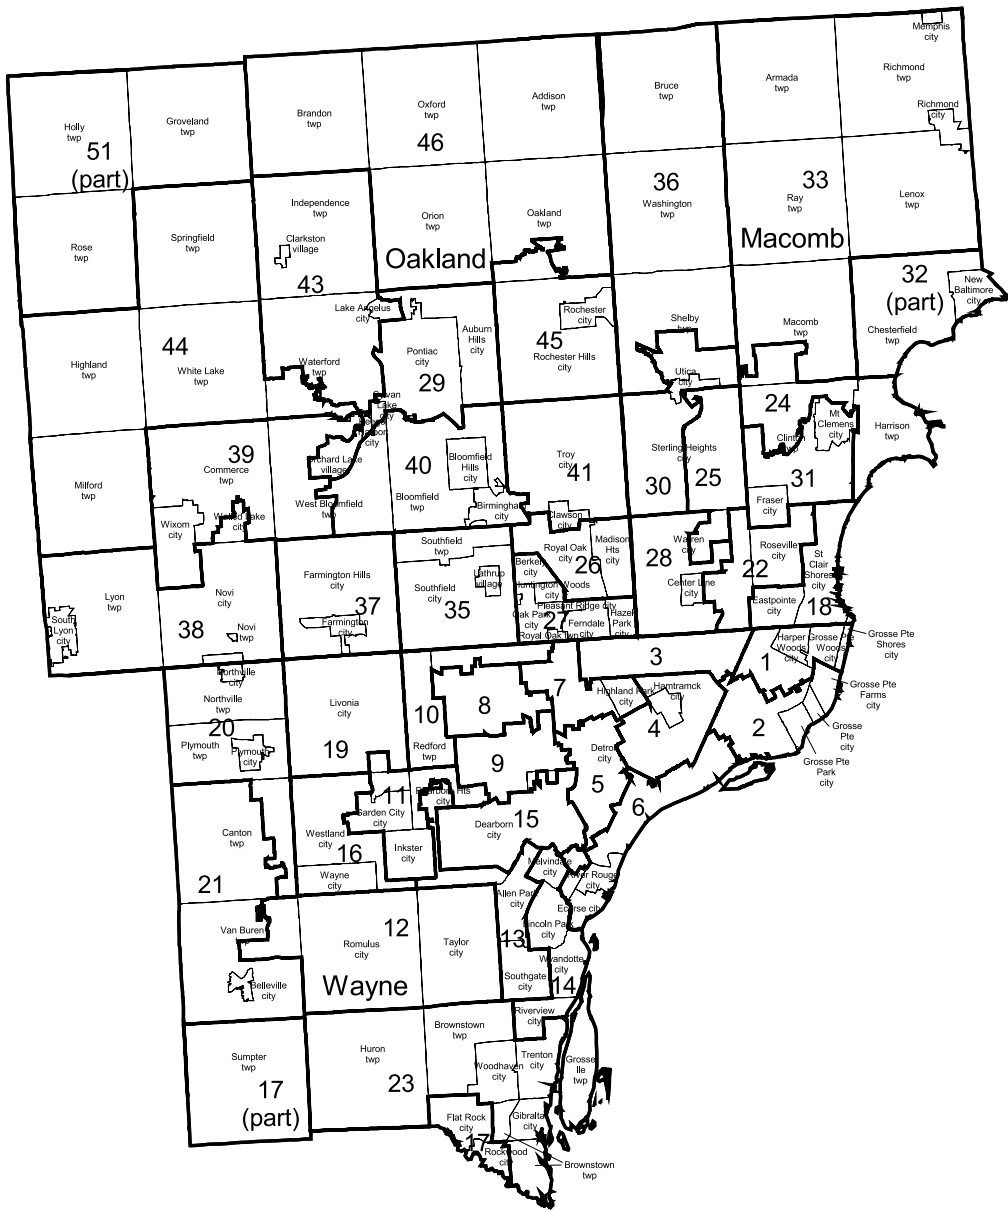 Memphis
city
Richmond
twp
Armada
twp
Bruce
twp
Addison
twp
Oxford
twp
46
Brandon
twp
Groveland
twp
Holly
twp
51
(part)
Richmond
city
Lenox
twp
33
Ray
twp
36
Washington
twp
Oakland
twp
Orion
twp
Independence
twp
Clarkston
village
43
Springfield
twp
Rose
twp
Oakland
Macomb
32
(part)
New
Baltimore
city
Chesterfield
twp
Macomb
twp
Shelby
twp
Utica
city
Rochester
city
45
Rochester Hills
city
Auburn
Hills
city
Lake Angelus
city
Pontiac
city
29
Waterford
twp
44
White Lake
twp
Highland
twp
Sylvan
Lake
city
Keego
Harbor
city
Orchard Lake
village
39
Commerce
twp
Milford
twp
Wixom
city
Walled Lake
city
West Bloomfield
twp
40
Bloomfield
twp
Bloomfield
Hills
city
Birmingham
city
Troy
city
41
Clawson
city
Sterling Heights
city
30
25
24
Clinton
twp
Mt
Clemens
city
Harrison
twp
31
Fraser
city
Roseville
city
St
Clair
Shores
city
18
22
Eastpointe
city
Warren
city
28
Center Line
city
Madison
Hts
city
Royal Oak
city
26
Berkley
city
Huntington Woods
city
Pleasant Ridge city
Oak Park
city
27
Ferndale
city
Hazel
Park
city
Royal Oak twp
Southfield
twp
Southfield
city
Lathrup
village
35
Farmington Hills
city
37
Farmington
city
Novi
city
Novi
twp
38
Lyon
twp
South
Lyon
city
Northville
city
Northville
twp
20
Plymouth
twp
Plymouth
city
Livonia
city
19
10
Redford
twp
8
7
3
9
Highland Park
city
Hamtramck
city
4
Detroit
city
5
6
1
2
Harper
Woods
city
Grosse Pte
Woods
city
Grosse Pte
Shores
city
Grosse Pte
Farms
city
Grosse
Pte
city
Grosse Pte
Park
city
11
Dearborn Hts
city
Garden City
city
Westland
city
16
Wayne
city
Inkster
city
Dearborn
city
15
Canton
twp
21
Van Buren
Belleville
city
Romulus
city
12
Taylor
city
Wayne
Allen Park
city
13
Melvindale
city
River Rouge
city
Ecorse city
Lincoln Park
city
Southgate
city
Wyandotte
city
14
Riverview
city
Brownstown
twp
Woodhaven
city
Trenton
city
Grosse
Ile
twp
Huron
twp
23
Sumpter
twp
17
(part)
Flat Rock
city
17
Gibraltar
city
Rockwood
city
Brownstown
twp